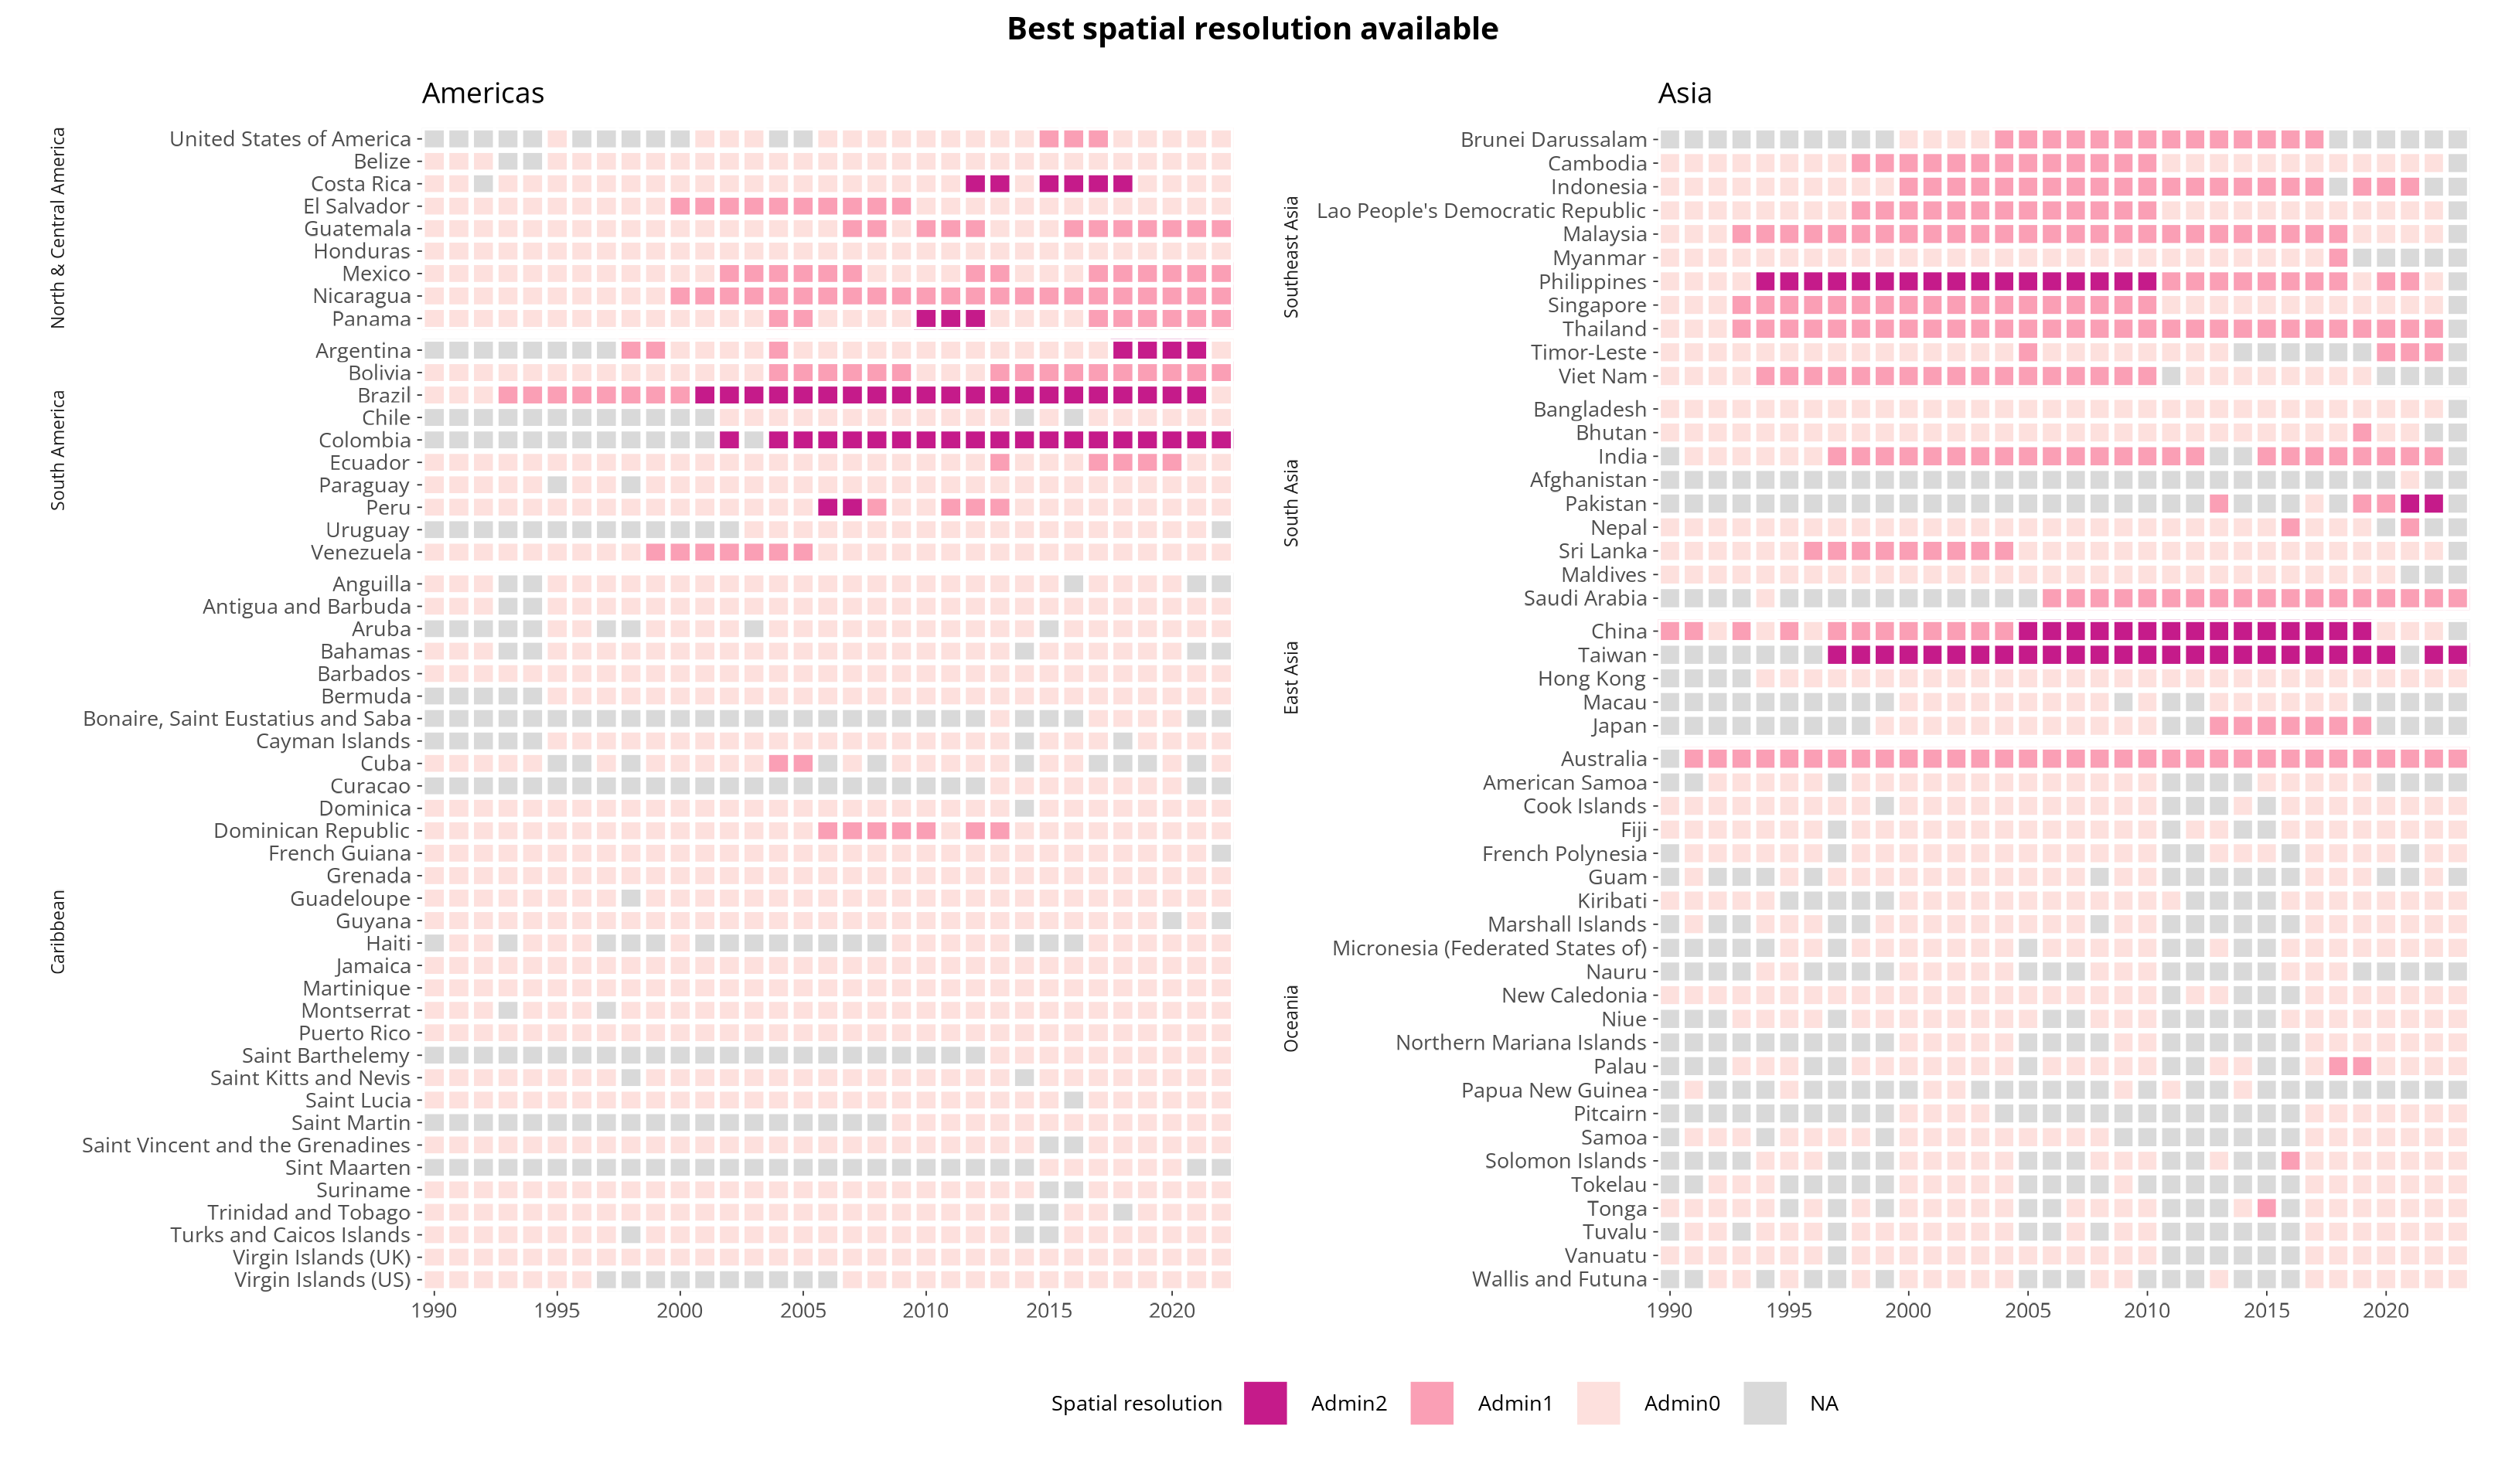 Best spatial resolution available
Americas
North & Central America
United States of America
Belize
Costa Rica
El Salvador
Guatemala
Honduras
Mexico
Nicaragua
Panama
South America
Argentina
Bolivia
Brazil
Chile
Colombia
Ecuador
Paraguay
Peru
Uruguay
Venezuela
Caribbean
Anguilla
Antigua and Barbuda
Aruba
Bahamas
Barbados
Bermuda
Bonaire, Saint Eustatius and Saba
Cayman Islands
Cuba
Curacao
Dominica
Dominican Republic
French Guiana
Grenada
Guadeloupe
Guyana
Haiti
Jamaica
Martinique
Montserrat
Puerto Rico
Saint Barthelemy
Saint Kitts and Nevis
Saint Lucia
Saint Martin
Saint Vincent and the Grenadines
Sint Maarten
Suriname
Trinidad and Tobago
Turks and Caicos Islands
Virgin Islands (UK)
Virgin Islands (US)
1990 1995 2000 2005 2010 2015 2020
Asia
Southeast Asia
Brunei Darussalam
Cambodia
Indonesia
Lao People's Democratic Republic
Malaysia
Myanmar
Philippines
Singapore
Thailand
Timor-Leste
Viet Nam
South Asia
Bangladesh
Bhutan
India
Afghanistan
Pakistan
Nepal
Sri Lanka
Maldives
Saudi Arabia
East Asia
China
Taiwan
Hong Kong
Macau
Japan
Oceania
Australia
American Samoa
Cook Islands
Fiji
French Polynesia
Guam
Kiribati
Marshall Islands
Micronesia (Federated States of)
Nauru
New Caledonia
Niue
Northern Mariana Islands
Palau
Papua New Guinea
Pitcairn
Samoa
Solomon Islands
Tokelau
Tonga
Tuvalu
Vanuatu
Wallis and Futuna
1990 1995 2000 2005 2010 2015 2020
Spatial resolution Admin2 Admin1 Admin0 NA